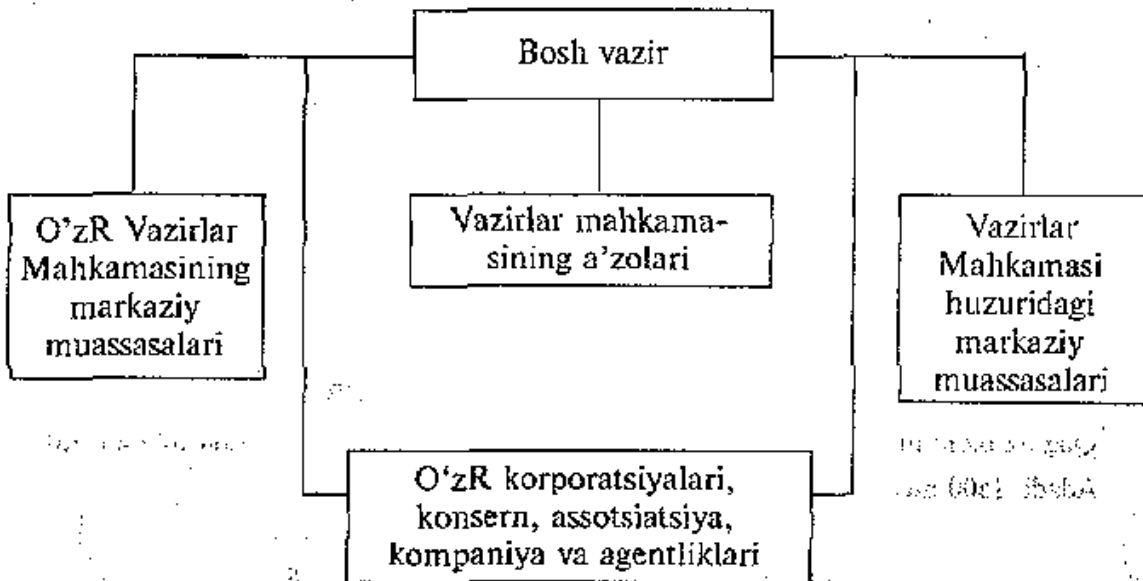 Bosh vazir
O'zR Vazirlar
Mahkamasining
markaziy
muassasalari
Vazirlar mahkama-
sining a'zolari
Vazirlar
Mahkamasi
huzuridagi
markaziy
muassasalari
O‘zR korporatsiyalari,
konsern, assotsiatsiya,
kompaniya va agentliklari